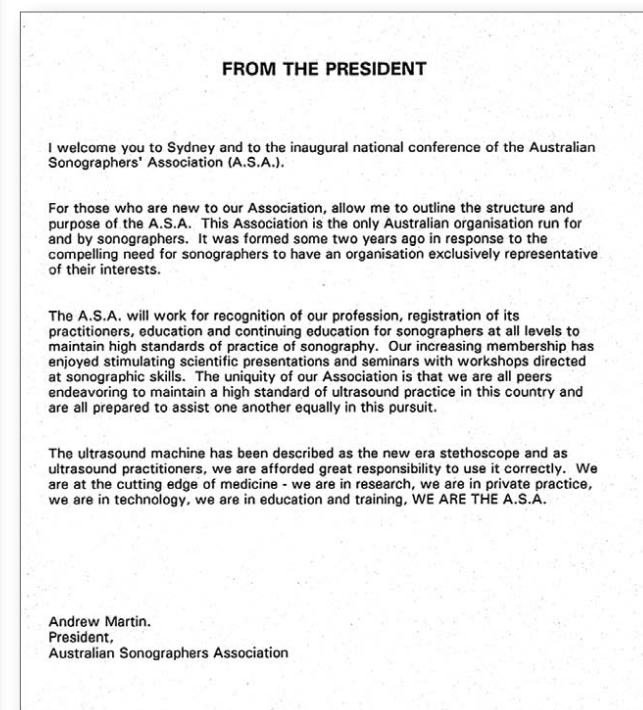 FROM THE PRESIDENT
I welcome you to Sydney and to the inaugural national conference of the Australian
Sonographers' Association (A.S.A.).
For those who are new to our Association, allow me to outline the structure and
purpose of the A.S.A. This Association is the only Australian organisation run for
and by sonographers. It was formed some two years ago in response to the
compelling need for sonographers to have an organisation exclusively representative
of their interests.
The A.S.A. will work for recognition of our profession, registration of its
practitioners, education and continuing education for sonographers at all levels to
maintain high standards of practice of sonography. Our increasing membership has
enjoyed stimulating scientific presentations and seminars with workshops directed
at sonographic skills. The uniquity of our Association is that we are all peers
endeavoring to maintain a high standard of ultrasound practice in this country and
are all prepared to assist one another equally in this pursuit.
The ultrasound machine has been described as the new era stethoscope and as
ultrasound practitioners, we are afforded great responsibility to use it correctly. We
are at the cutting edge of medicine - we are in research, we are in private practice,
we are in technology, we are in education and training, WE ARE THE A.S.A.
Andrew Martin.
President,
Australian Sonographers Association